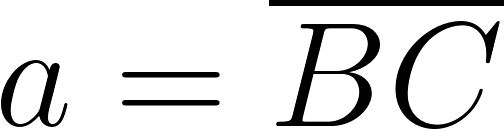 a = \overline{BC}